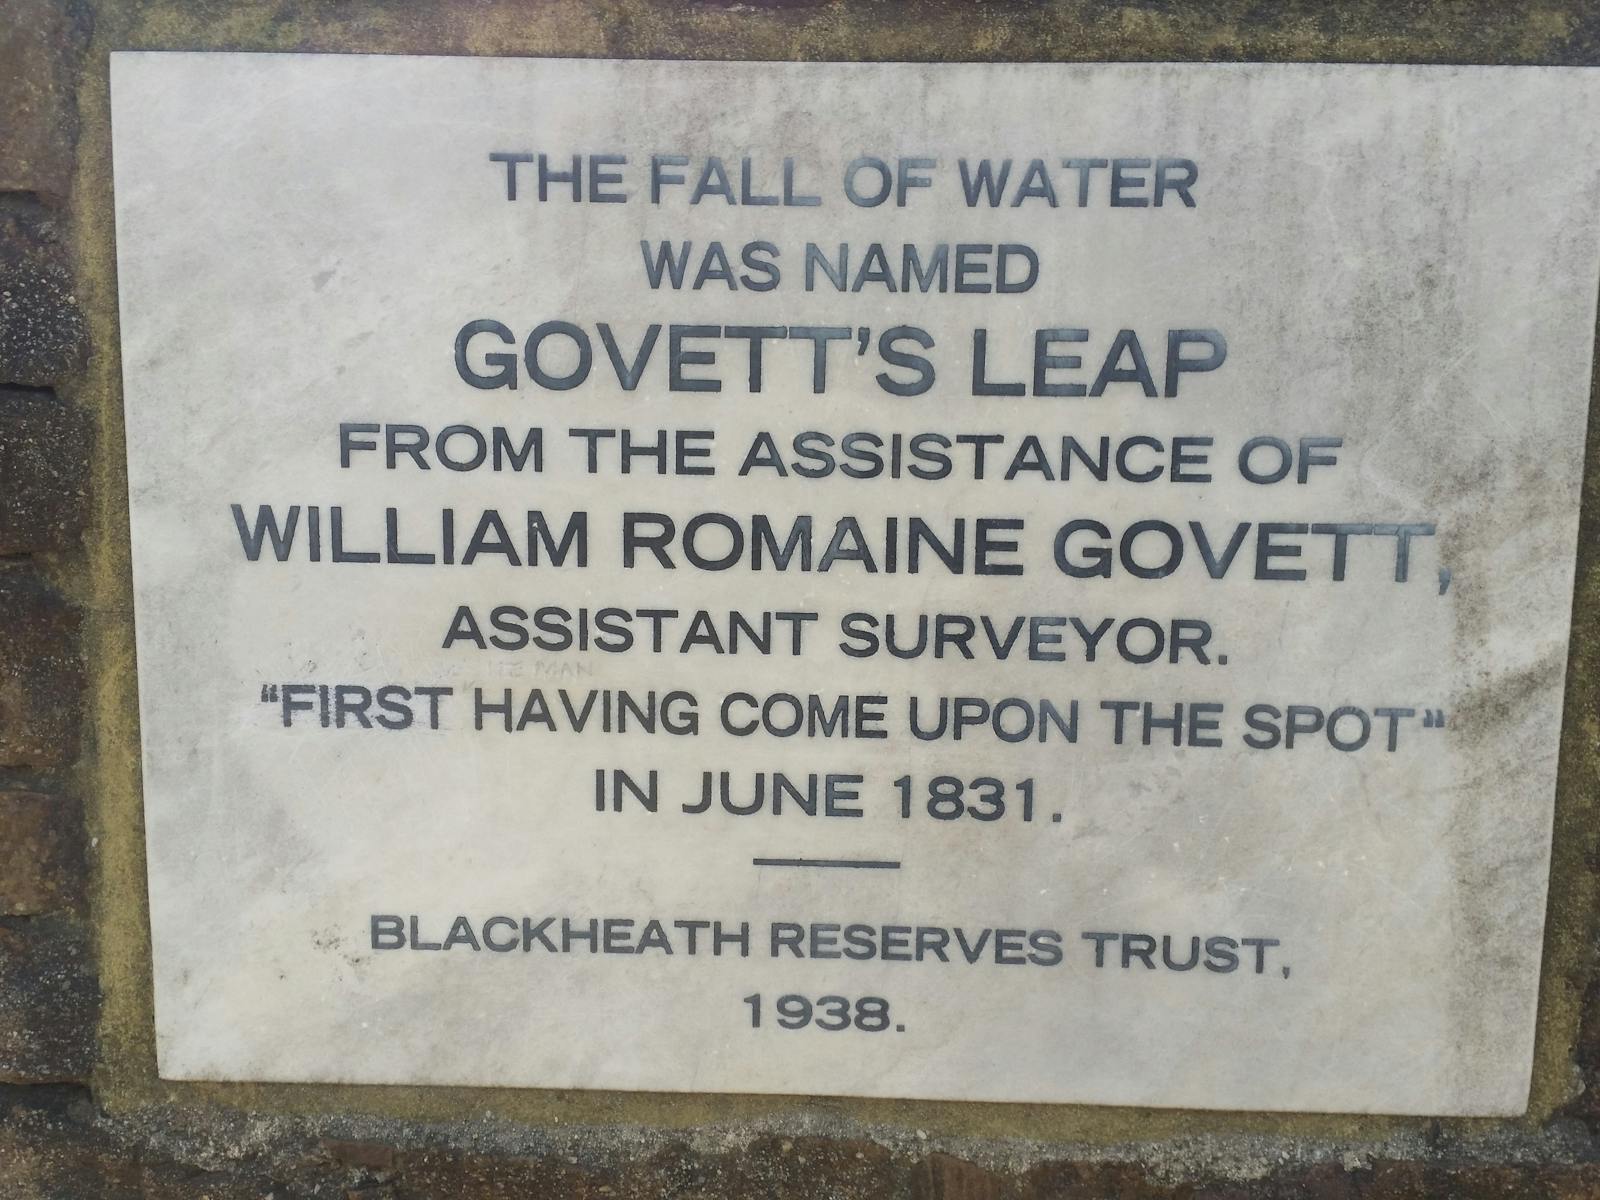 THE FALL OF WATER
WAS NAMED
GOVETT'S LEAP
FROM THE ASSISTANCE OF
WILLIAM ROMAINE GOVETT,
ASSISTANT SURVEYOR.
"FIRST HAVING COME UPON THE SPOT"
IN JUNE 1831.
BLACKHEATH RESERVES TRUST,
1938.